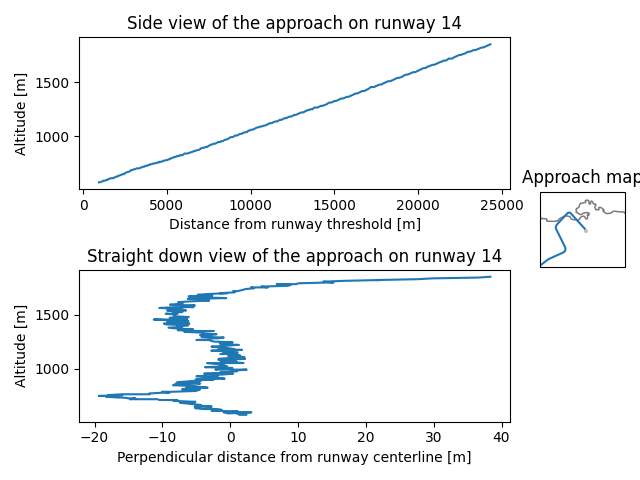 Side view of the approach on runway 14
Altitude [m]
1500
1000
0
5000
10000
15000
20000
25000
Distance from runway threshold [m]
Approach map
Straight down view of the approach on runway 14
Altitude [m]
1500
1000
−20
−10
0
10
20
30
40
Perpendicular distance from runway centerline [m]